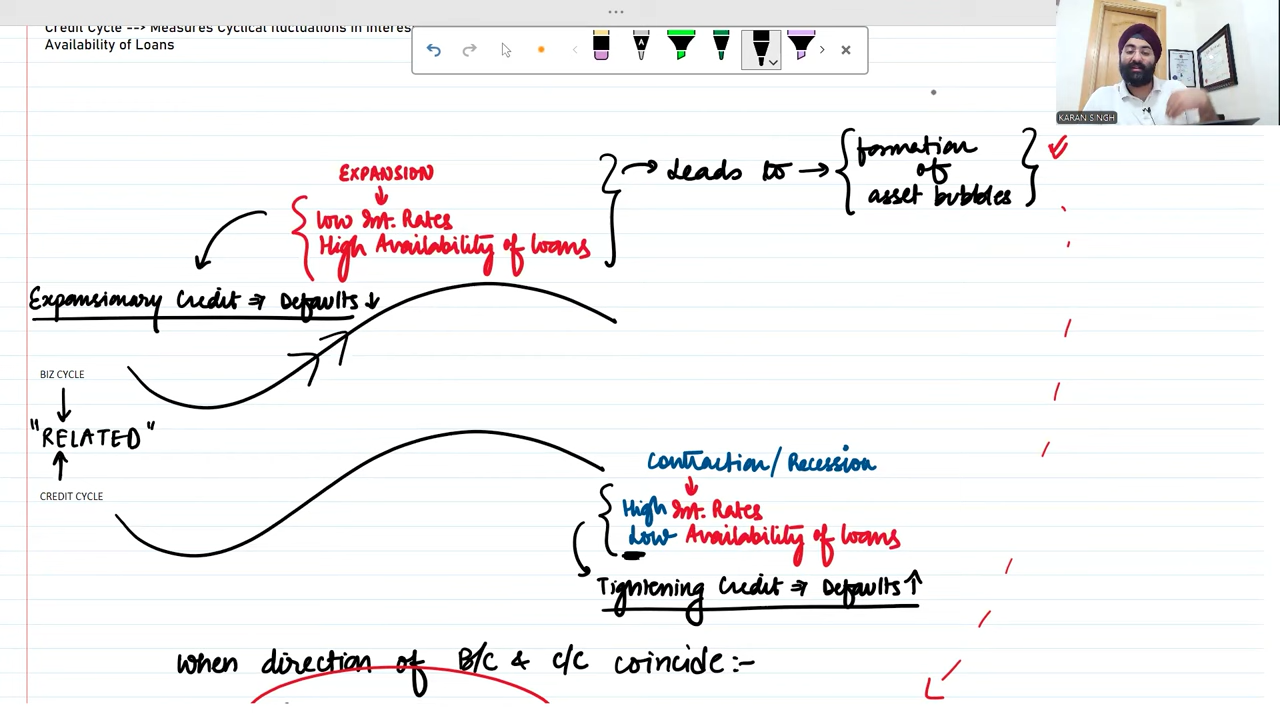 Credit Cycle --> Measures Cyclical fluctuations in Interes
Availability of Loans
KARAN SINGH
EXPANSION
Low Int. Rates
High Availability of loans
Leads to
formation
of
asset bubbles
Expansionary Credit ⇒ Defaults ↓
BIZ CYCLE
"RELATED"
CREDIT CYCLE
Contraction/Recession
High Int. Rates
Low Availability of loans
Tightening Credit ⇒ Defaults ↑
when direction of B/C & C/C coincide:-